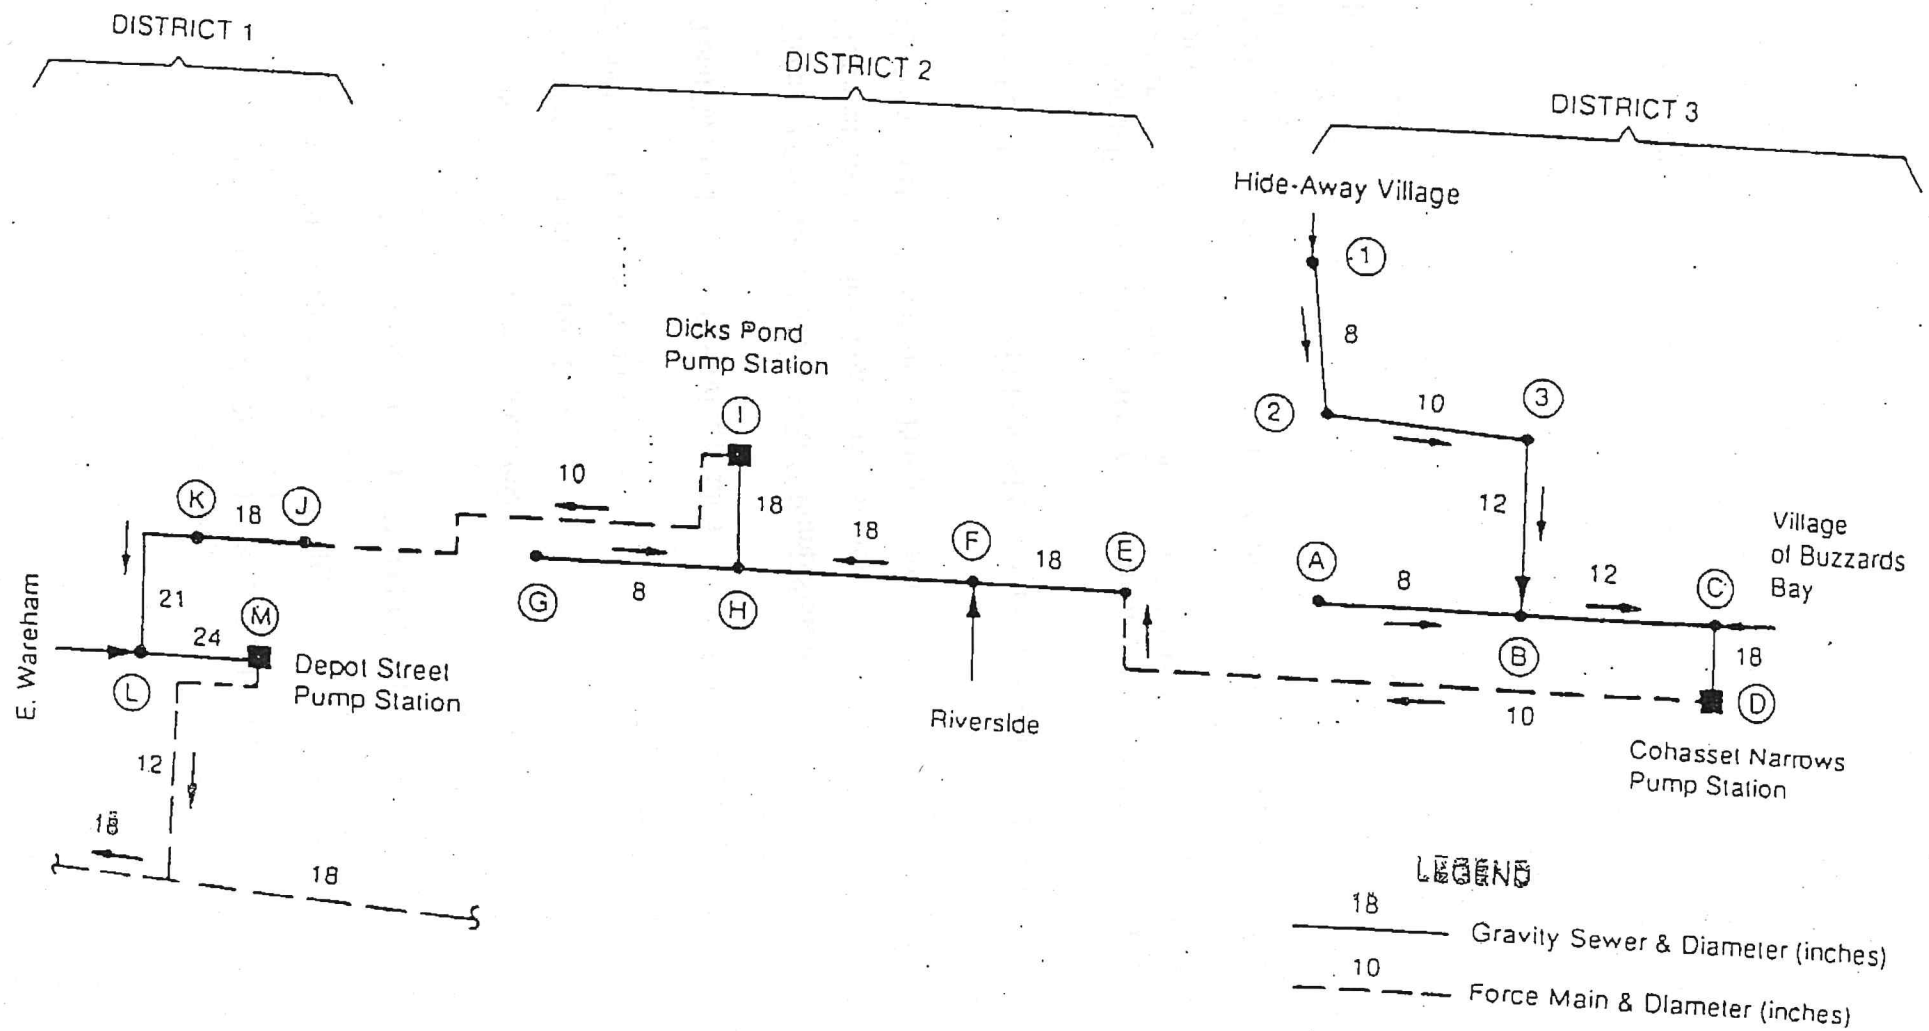 DISTRICT 1
DISTRICT 2
DISTRICT 3
Hide-Away Village
1
8
Dicks Pond
Pump Station
I
2
10
3
10
K
18
J
18
12
Village
of Buzzards
Bay
18
F
18
E
A
8
12
C
E. Wareham
21
M
G
8
H
24
L
Depot Street
Pump Station
B
18
D
10
Riverside
Cohasset Narrows
Pump Station
12
18
18
LEGEND
18
Gravity Sewer & Diameter (inches)
10
Force Main & Diameter (inches)